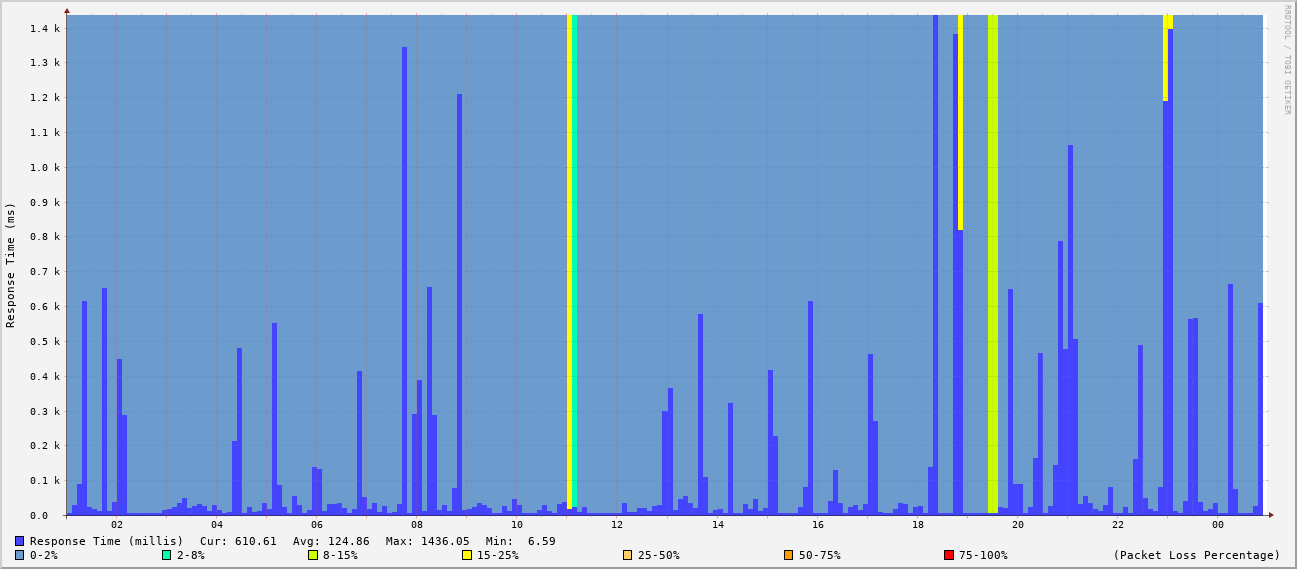 1.4 k
1.3 k
1.2 k
1.1 k
1.0 k
0.9 k
0.8 k
0.7 k
0.6 k
0.5 k
0.4 k
0.3 k
0.2 k
0.1 k
0.0
Response Time (ms)
RRDTOOL / TOBI OETIKER
02 04 06 08 10 12 14 16 18 20 22 00
Response Time (millis) Cur: 610.61 Avg: 124.86 Max: 1436.05 Min: 6.59
0-2% 2-8% 8-15% 15-25% 25-50% 50-75% 75-100% (Packet Loss Percentage)